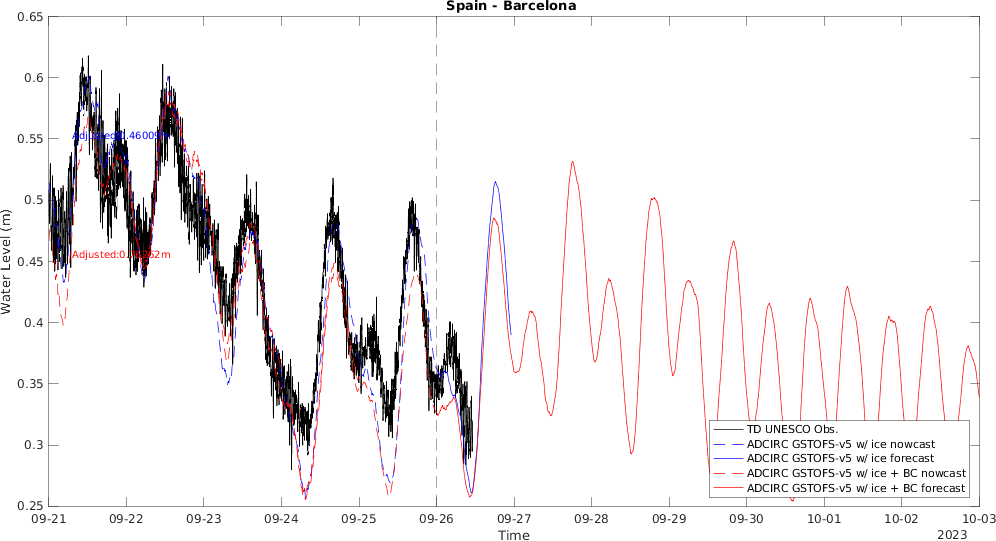 Spain - Barcelona
0.65
0.6
0.55
0.5
0.45
0.4
0.35
0.3
0.25
Water Level (m)
Adjusted:0.46009m
TD UNESCO Obs.
ADCIRC GSTOFS-v5 w/ ice nowcast
ADCIRC GSTOFS-v5 w/ ice forecast
ADCIRC GSTOFS-v5 w/ ice + BC nowcast
ADCIRC GSTOFS-v5 w/ ice + BC forecast
09-21 09-22 09-23 09-24 09-25 09-26 09-27 09-28 09-29 09-30 10-01 10-02 10-03
Time
2023